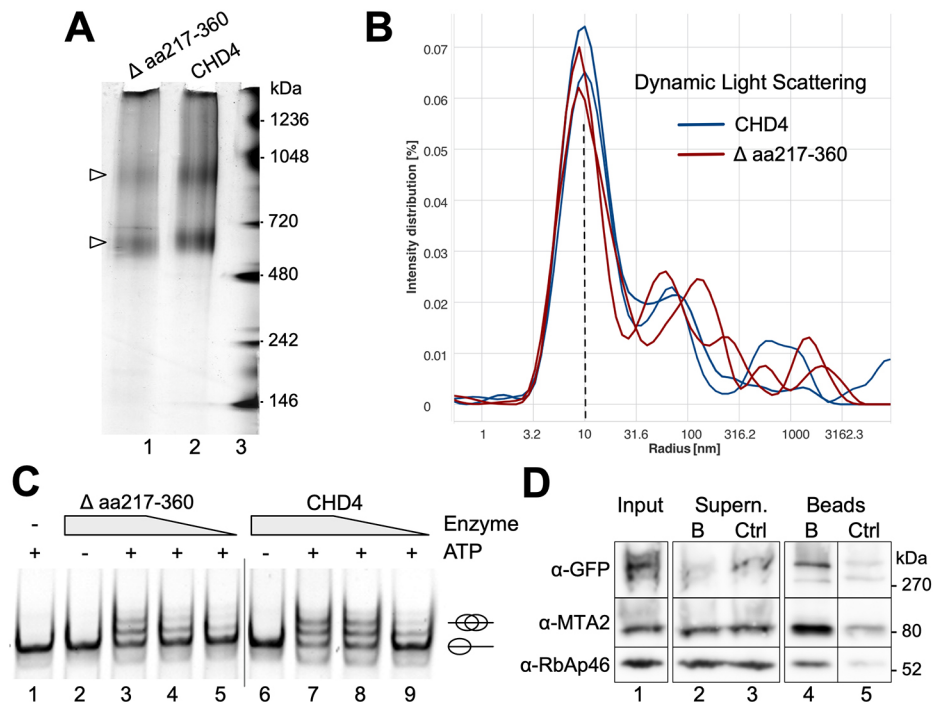 A
Δ aa217-360
CHD4
kDa
- 1236
- 1048
- 720
- 480
- 242
- 146
1 2 3
B
Intensity distribution [%]
0.07
0.06
0.05
0.04
0.03
0.02
0.01
0
Dynamic Light Scattering
CHD4
Δ aa217-360
1 3.2 10 31.6 100 316.2 1000 3162.3
Radius [nm]
C
Δ aa217-360 CHD4
- Enzyme
+ - + + + - + + + ATP
1 2 3 4 5 6 7 8 9
D
Input Supern. Beads
B Ctrl B Ctrl
α-GFP
kDa
- 270
α-MTA2
- 80
α-RbAp46
- 52
1 2 3 4 5